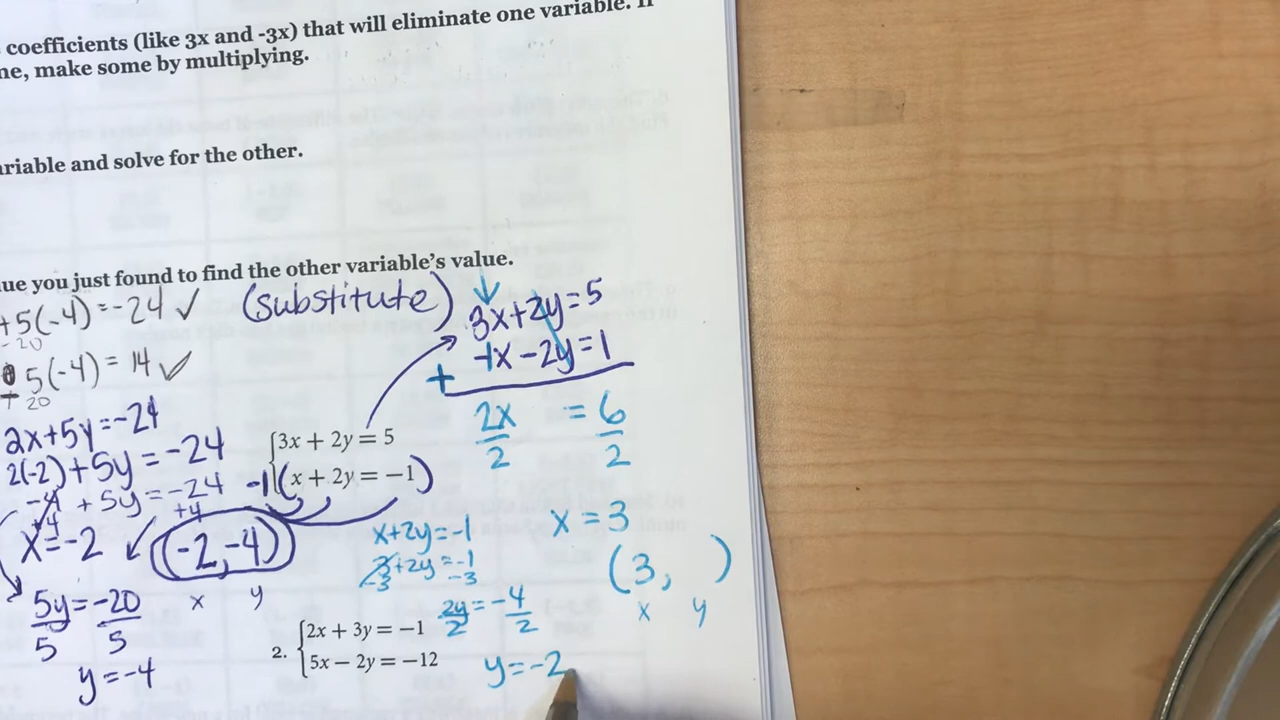 coefficients (like 3x and -3x) that will eliminate one variable. If
ne, make some by multiplying.
ariable and solve for the other.
ue you just found to find the other variable's value.
+5(-4) = -24 ✓
-20
(substitute)
5(-4) = 14 ✓
+ 20
3x+2y=5
-1x-2y=1
+
2x = 6
2 2
x = 3
(3, )
x y
2x+5y=-24
2(-2)+5y=-24
-4 +5y=-24
+4 +4
x=-2
(-2,-4)
x y
5y=-20
5 5
y=-4
3x + 2y = 5
-1(x + 2y = -1)
x+2y=-1
3+2y=-1
-3 -3
2y=-4
2 2
y=-2
2. 2x + 3y = -1
5x - 2y = -12